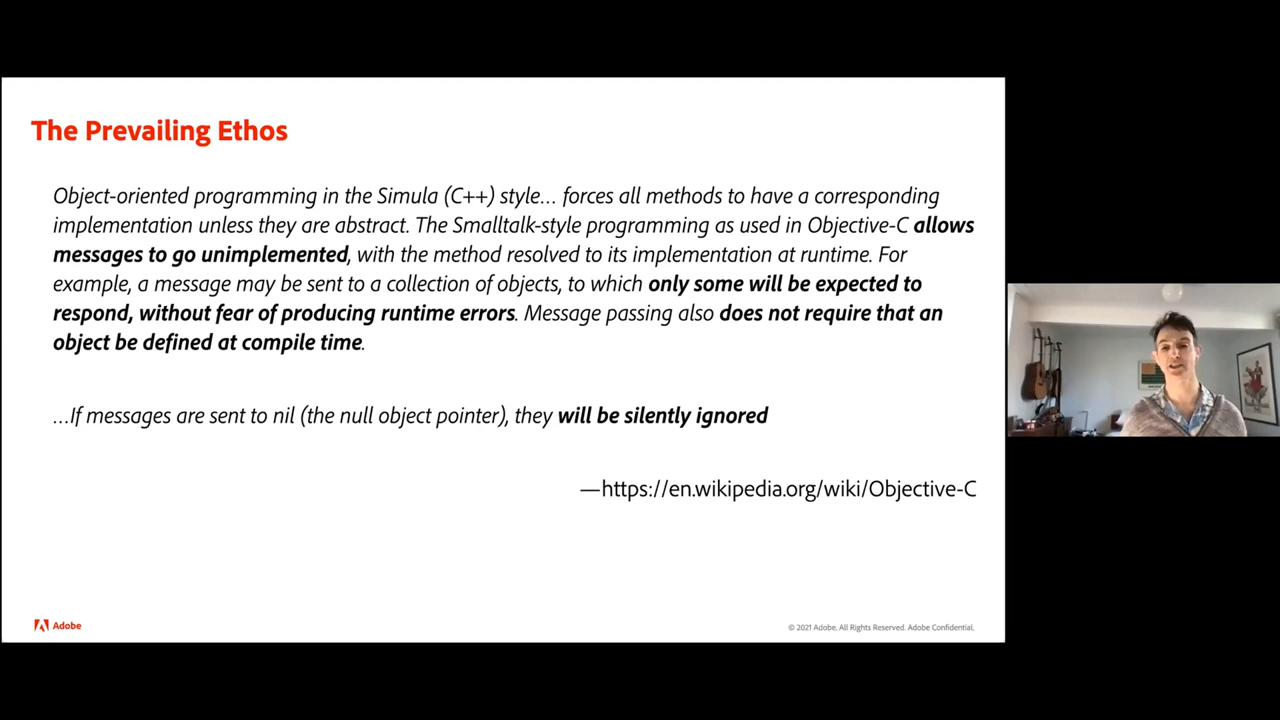 The Prevailing Ethos
Object-oriented programming in the Simula (C++) style… forces all methods to have a corresponding
implementation unless they are abstract. The Smalltalk-style programming as used in Objective-C allows
messages to go unimplemented, with the method resolved to its implementation at runtime. For
example, a message may be sent to a collection of objects, to which only some will be expected to
respond, without fear of producing runtime errors. Message passing also does not require that an
object be defined at compile time.
…If messages are sent to nil (the null object pointer), they will be silently ignored
—https://en.wikipedia.org/wiki/Objective-C
Adobe
© 2021 Adobe. All Rights Reserved. Adobe Confidential.